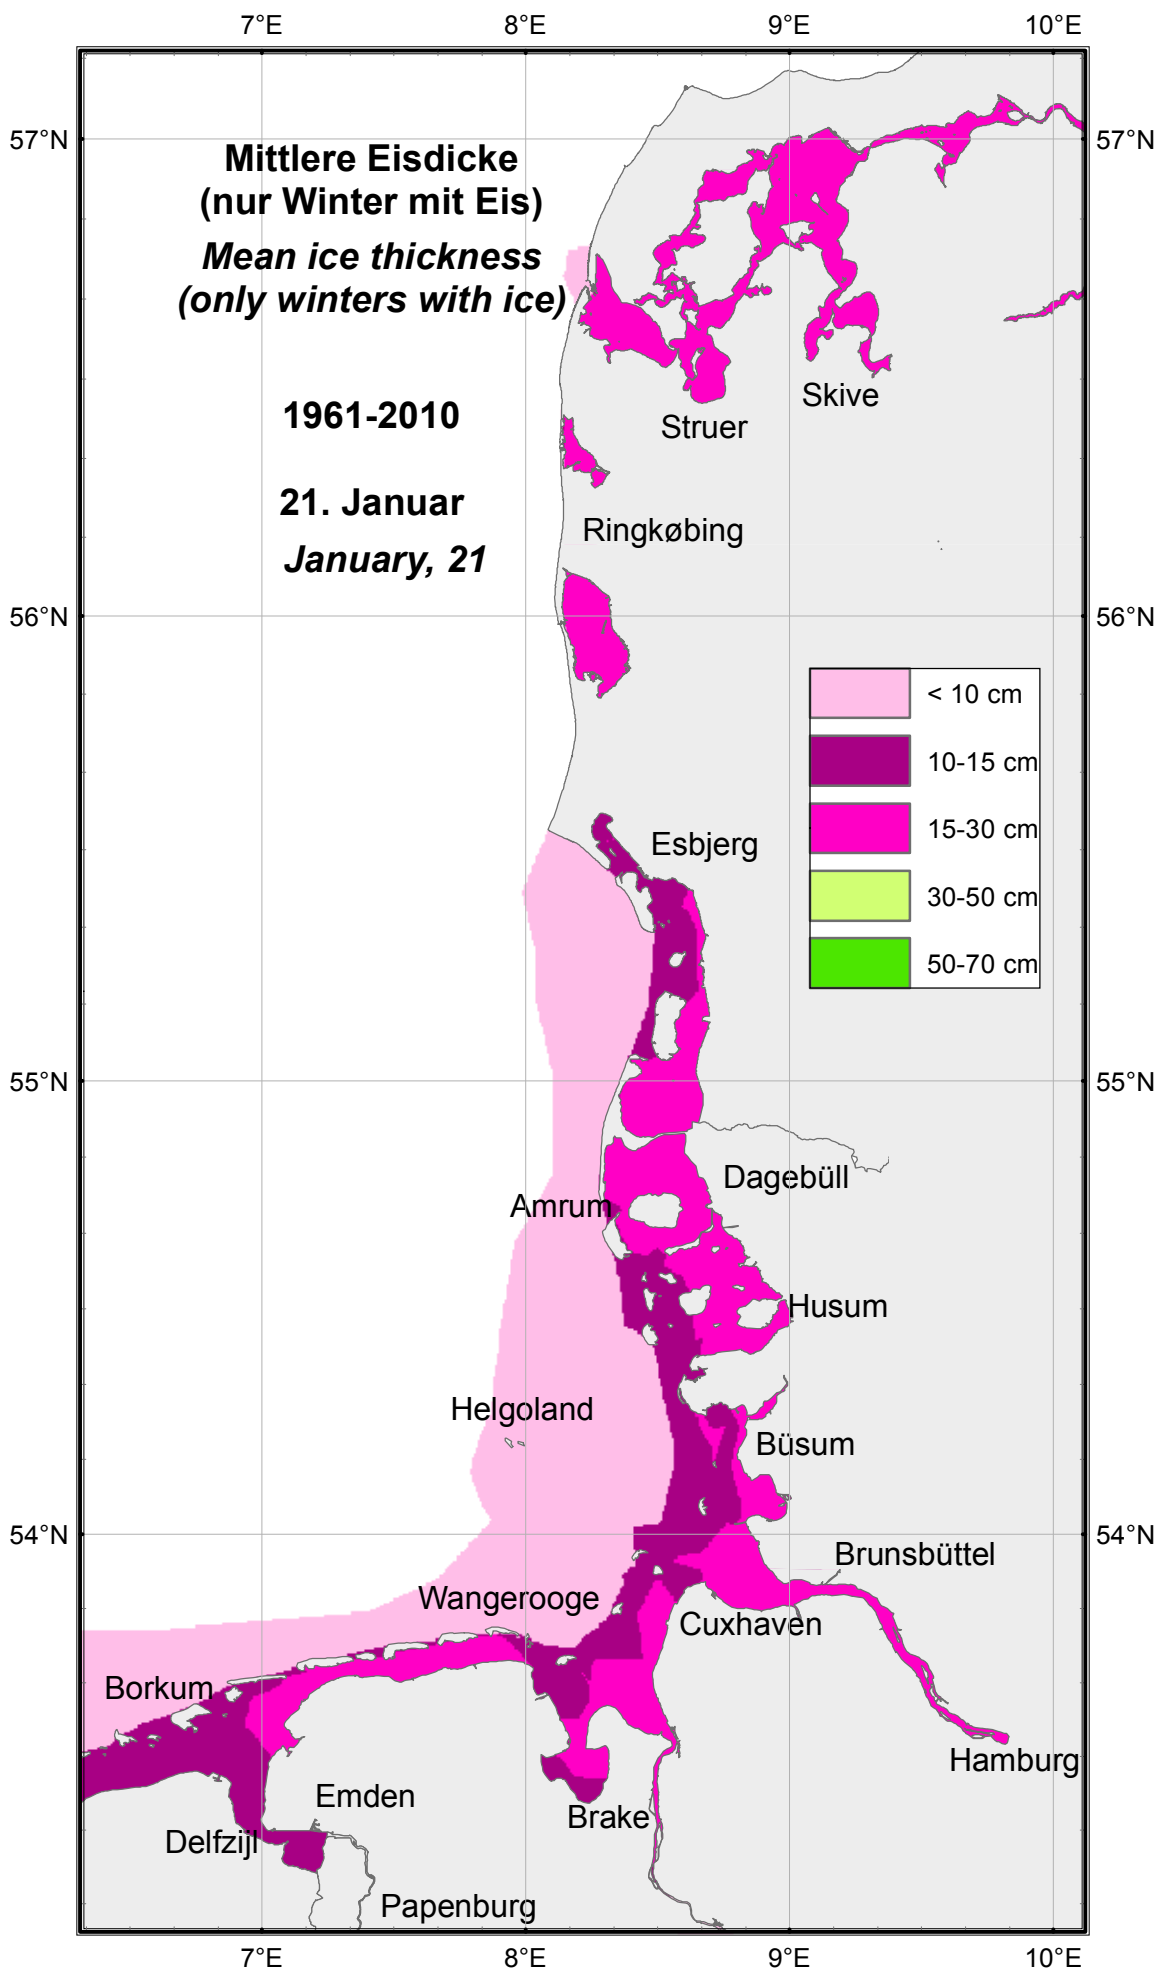 7°E 8°E 9°E 10°E
57°N 57°N
Mittlere Eisdicke
(nur Winter mit Eis)
Mean ice thickness
(only winters with ice)
Skive
Struer
1961-2010
21. Januar
January, 21
Ringkøbing
56°N 56°N
< 10 cm
10-15 cm
15-30 cm
30-50 cm
50-70 cm
Esbjerg
55°N 55°N
Dagebüll
Amrum
Husum
Helgoland
Büsum
54°N 54°N
Brunsbüttel
Wangerooge
Cuxhaven
Borkum
Hamburg
Emden
Brake
Delfzijl
Papenburg
7°E 8°E 9°E 10°E